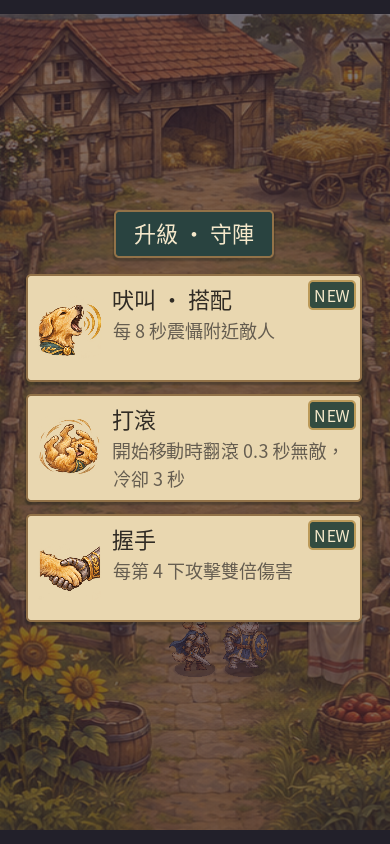 升級・守陣
吠叫・搭配
NEW
每 8 秒震懾附近敵人
打滾
NEW
開始移動時翻滾 0.3 秒無敵，
冷卻 3 秒
握手
NEW
每第 4 下攻擊雙倍傷害